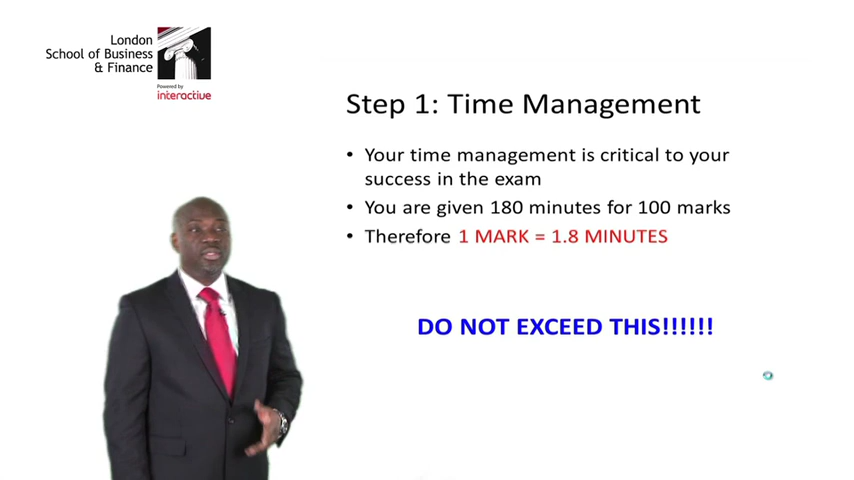 London
School of Business
& Finance
Powered by
interactive
Step 1: Time Management
• Your time management is critical to your
success in the exam
• You are given 180 minutes for 100 marks
• Therefore 1 MARK = 1.8 MINUTES
DO NOT EXCEED THIS!!!!!!